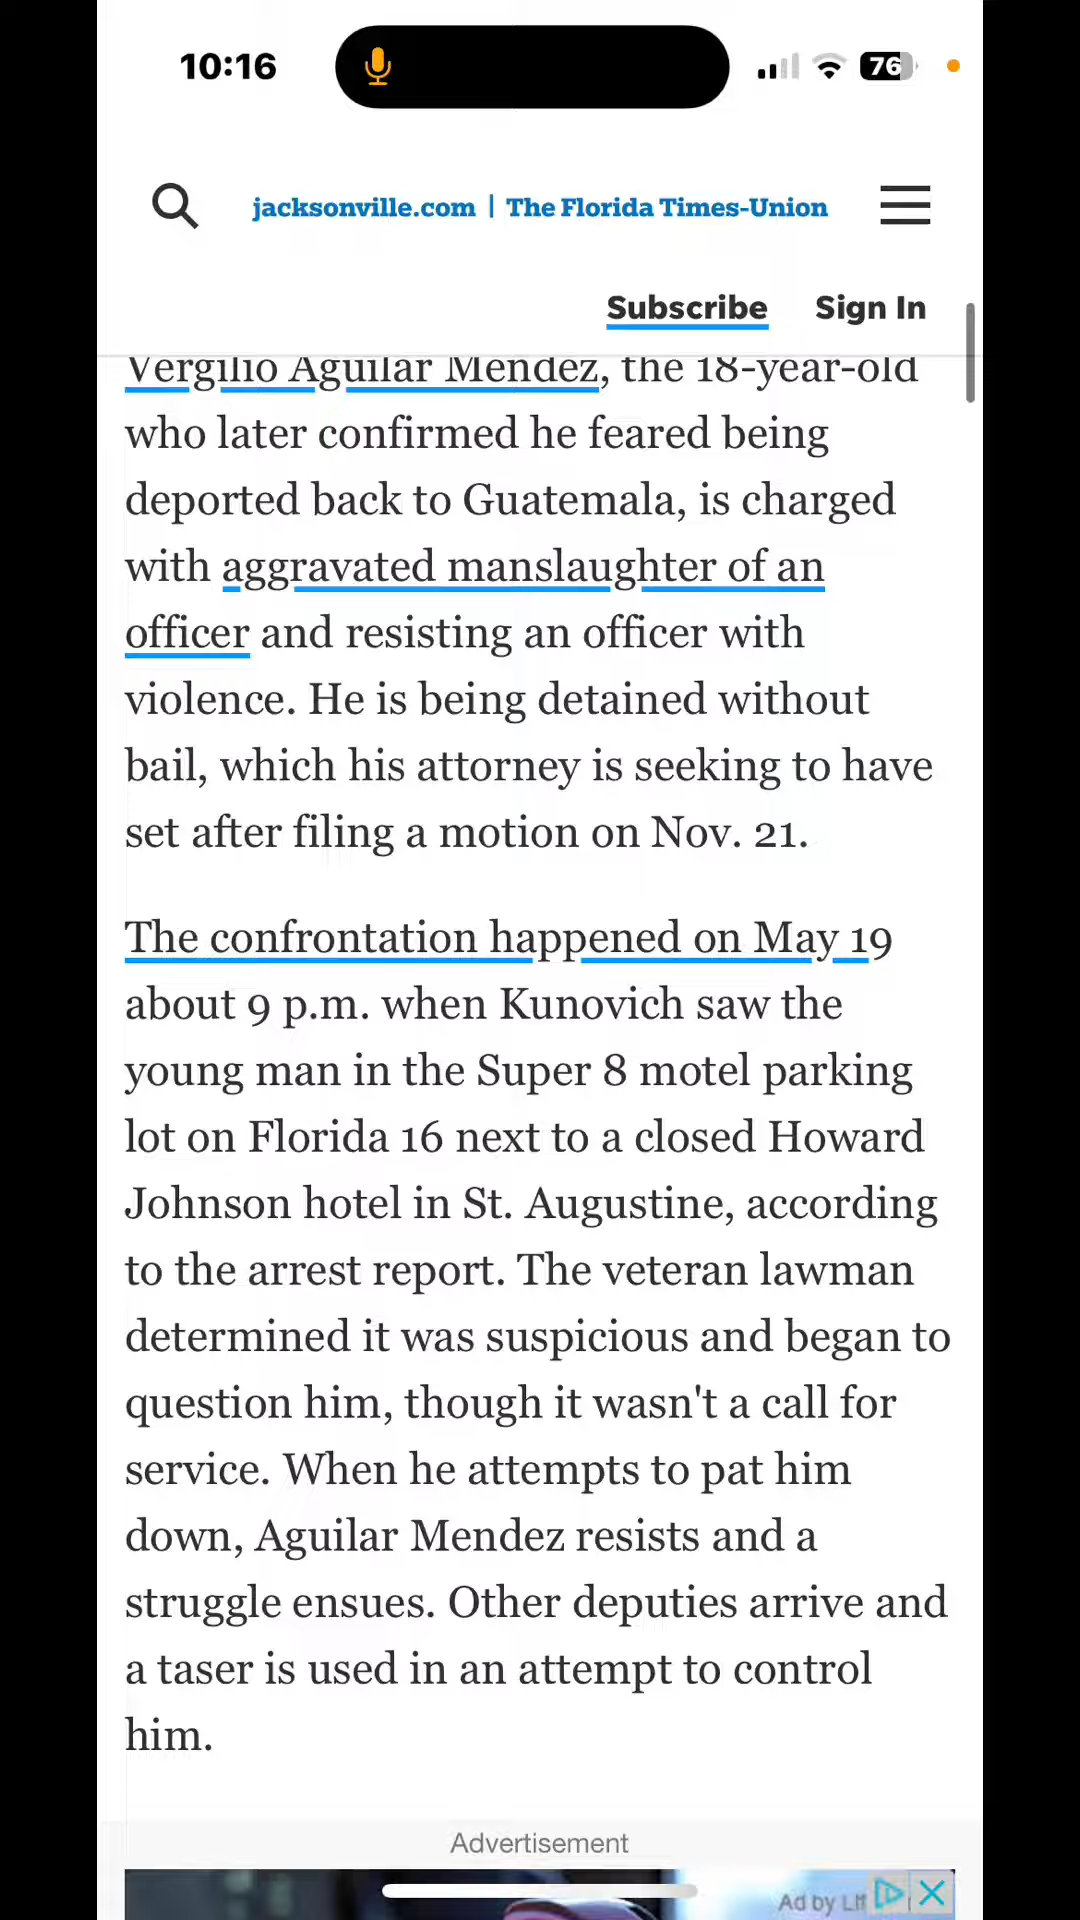 10:16
76
jacksonville.com | The Florida Times-Union
Subscribe Sign In
Vergilio Aguilar Mendez, the 18-year-old
who later confirmed he feared being
deported back to Guatemala, is charged
with aggravated manslaughter of an
officer and resisting an officer with
violence. He is being detained without
bail, which his attorney is seeking to have
set after filing a motion on Nov. 21.
The confrontation happened on May 19
about 9 p.m. when Kunovich saw the
young man in the Super 8 motel parking
lot on Florida 16 next to a closed Howard
Johnson hotel in St. Augustine, according
to the arrest report. The veteran lawman
determined it was suspicious and began to
question him, though it wasn't a call for
service. When he attempts to pat him
down, Aguilar Mendez resists and a
struggle ensues. Other deputies arrive and
a taser is used in an attempt to control
him.
Advertisement
Ad by